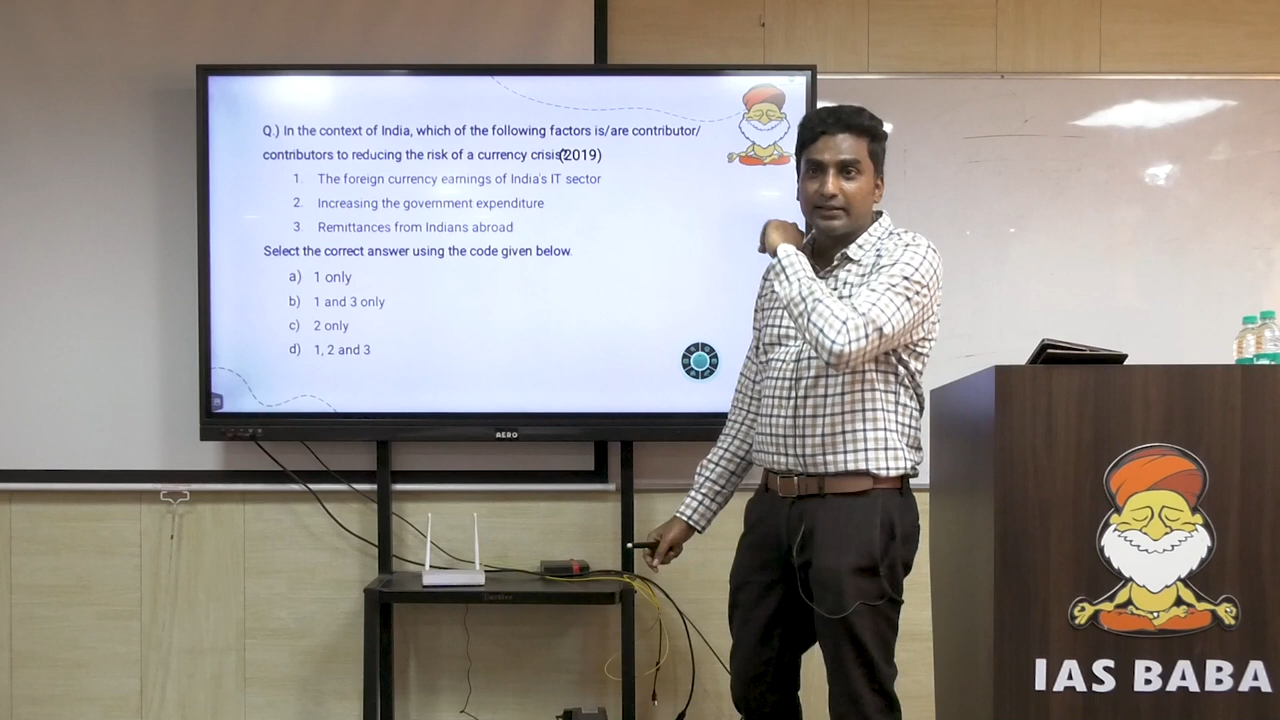 Q.) In the context of India, which of the following factors is/are contributor/
contributors to reducing the risk of a currency crisis?(2019)
1. The foreign currency earnings of India's IT sector
2. Increasing the government expenditure
3. Remittances from Indians abroad
Select the correct answer using the code given below.
a) 1 only
b) 1 and 3 only
c) 2 only
d) 1, 2 and 3
AERO
IAS BABA